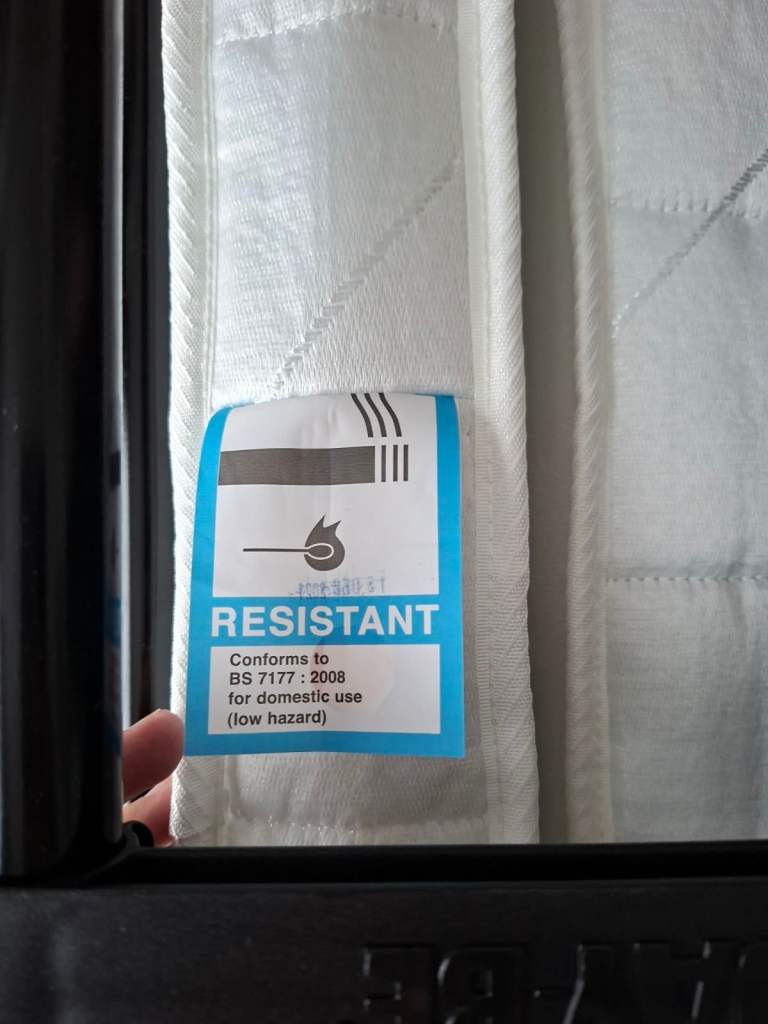 RESISTANT
Conforms to
BS 7177 : 2008
for domestic use
(low hazard)